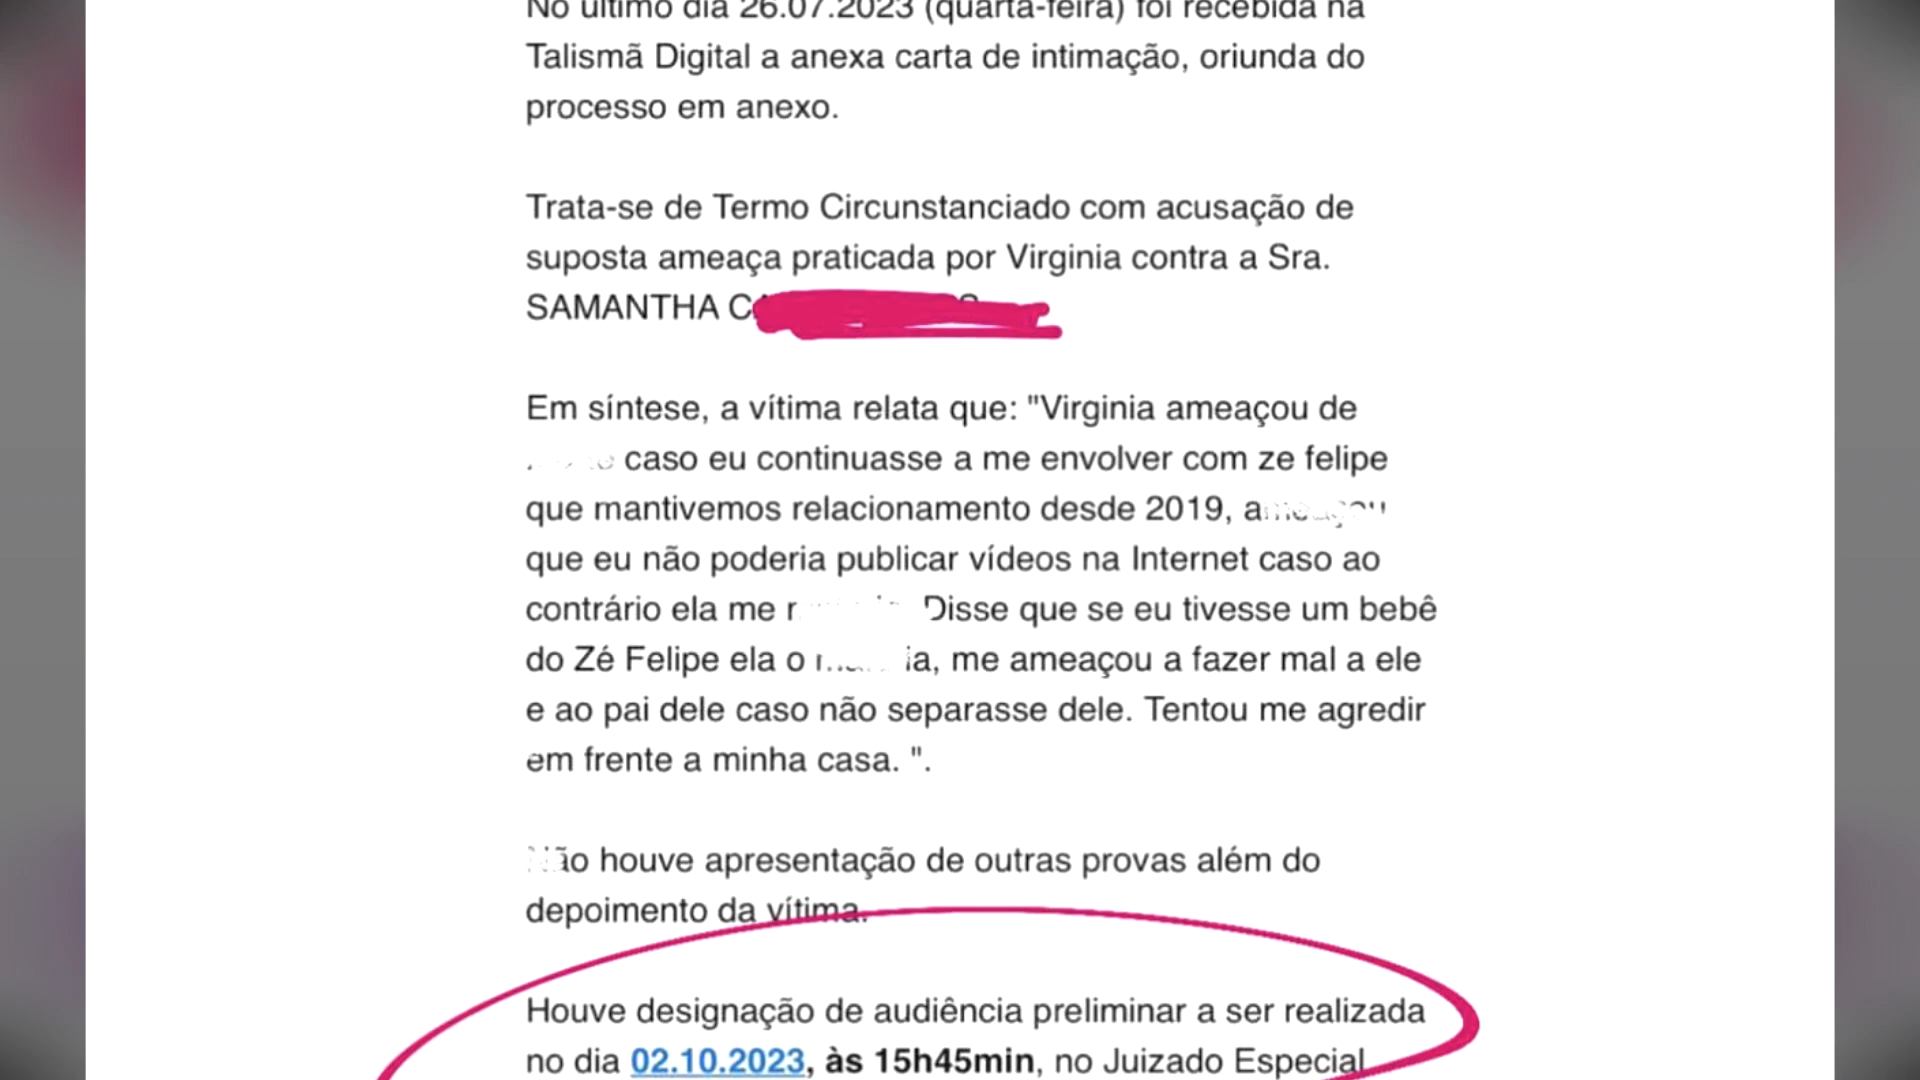 No último dia 26.07.2023 (quarta-feira) foi recebida na
Talismã Digital a anexa carta de intimação, oriunda do
processo em anexo.
Trata-se de Termo Circunstanciado com acusação de
suposta ameaça praticada por Virginia contra a Sra.
SAMANTHA
Em síntese, a vítima relata que: "Virginia ameaçou de
caso eu continuasse a me envolver com ze felipe
que mantivemos relacionamento desde 2019,
que eu não poderia publicar vídeos na Internet caso ao
contrário ela me Disse que se eu tivesse um bebê
do Zé Felipe ela o me ameaçou a fazer mal a ele
e ao pai dele caso não separasse dele. Tentou me agredir
em frente a minha casa. ".
Não houve apresentação de outras provas além do
depoimento da vítima.
Houve designação de audiência preliminar a ser realizada
no dia 02.10.2023, às 15h45min, no Juizado Especial